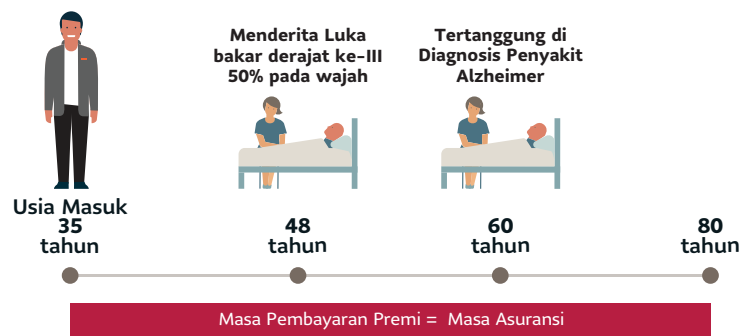 Menderita Luka
bakar derajat ke-III
50% pada wajah
Tertanggung di
Diagnosis Penyakit
Alzheimer
Usia Masuk
35
tahun
48
tahun
60
tahun
80
tahun
Masa Pembayaran Premi = Masa Asuransi